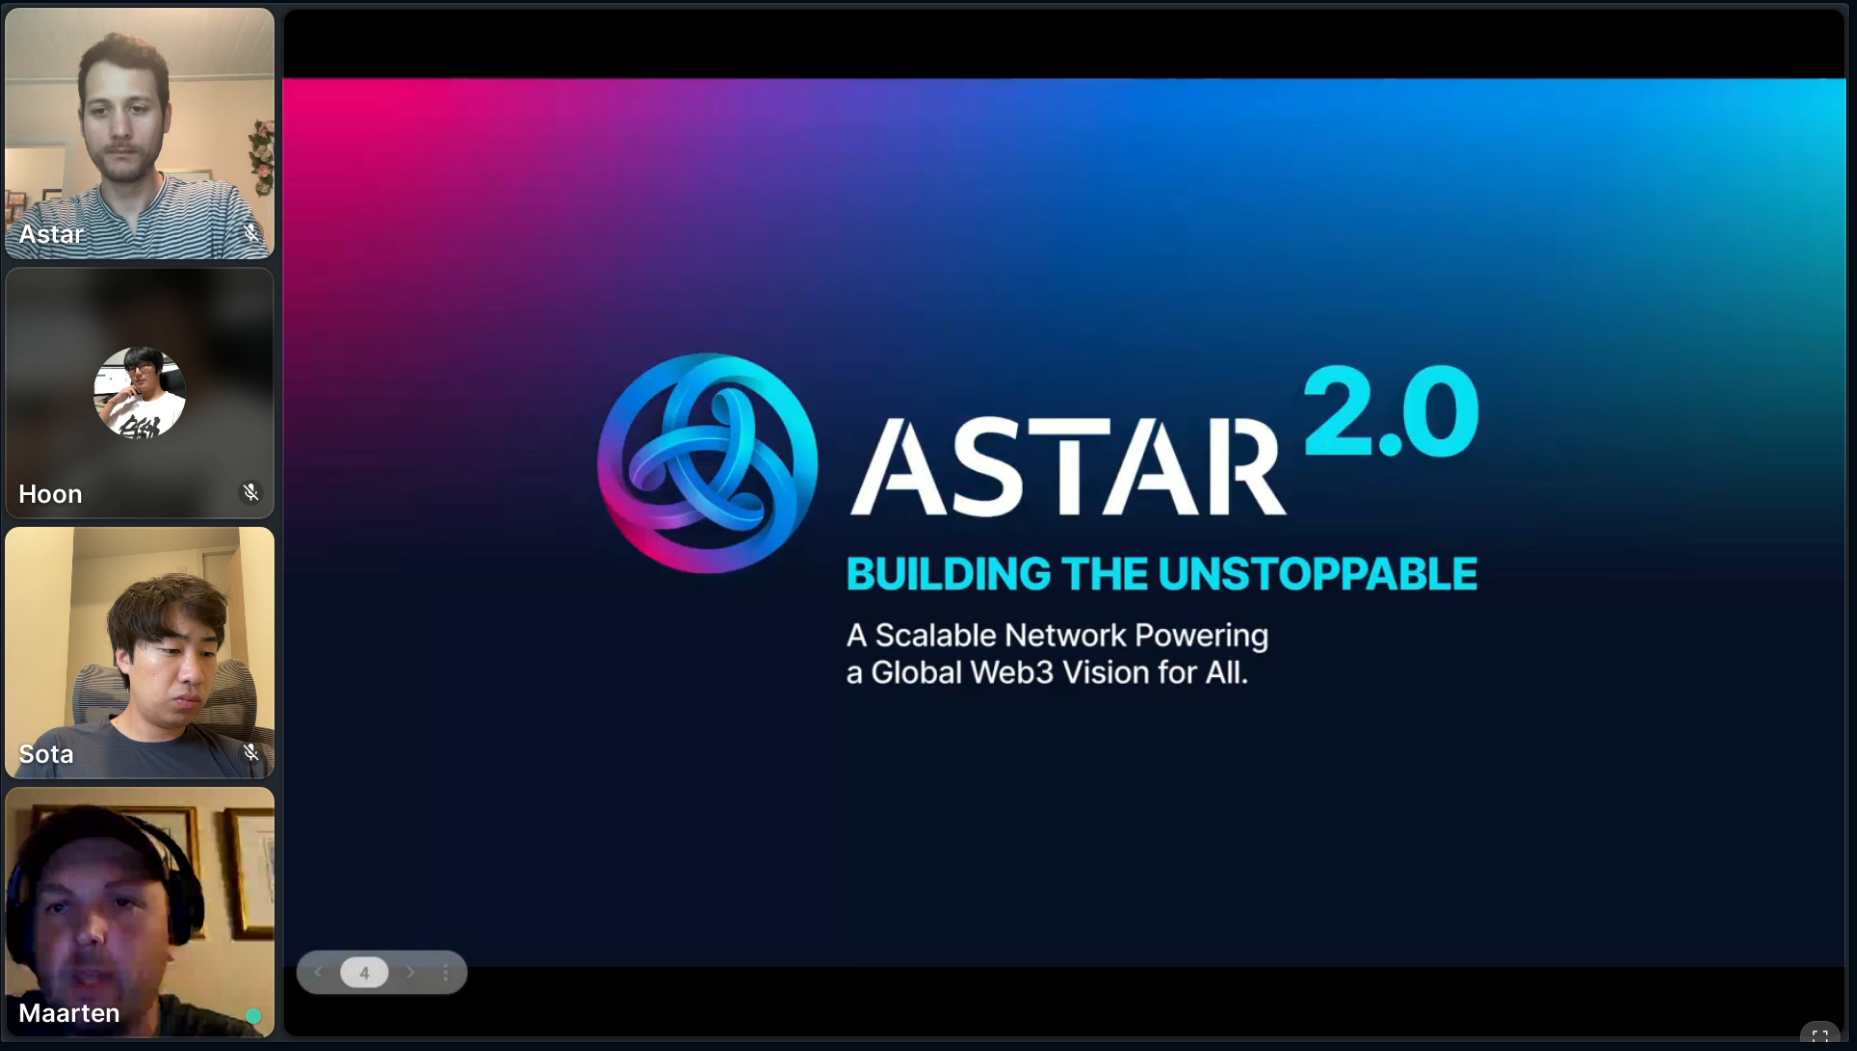 Astar
Hoon
Sota
Maarten
ASTAR 2.0
BUILDING THE UNSTOPPABLE
A Scalable Network Powering
a Global Web3 Vision for All.
4